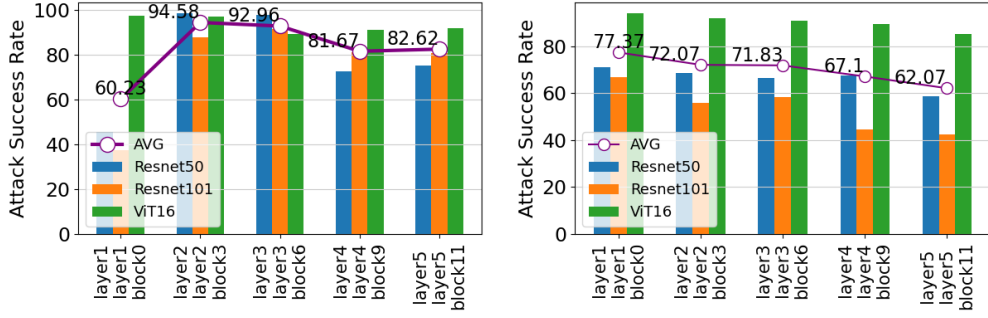 Attack Success Rate
100
80
60
40
20
0
60.23
94.58
92.96
81.67
82.62
AVG
Resnet50
Resnet101
ViT16
layer1
layer1
block0
layer2
layer2
block3
layer3
layer3
block6
layer4
layer4
block9
layer5
layer5
block11
Attack Success Rate
80
60
40
20
0
77.37
72.07
71.83
67.1
62.07
AVG
Resnet50
Resnet101
ViT16
layer1
layer1
block0
layer2
layer2
block3
layer3
layer3
block6
layer4
layer4
block9
layer5
layer5
block11